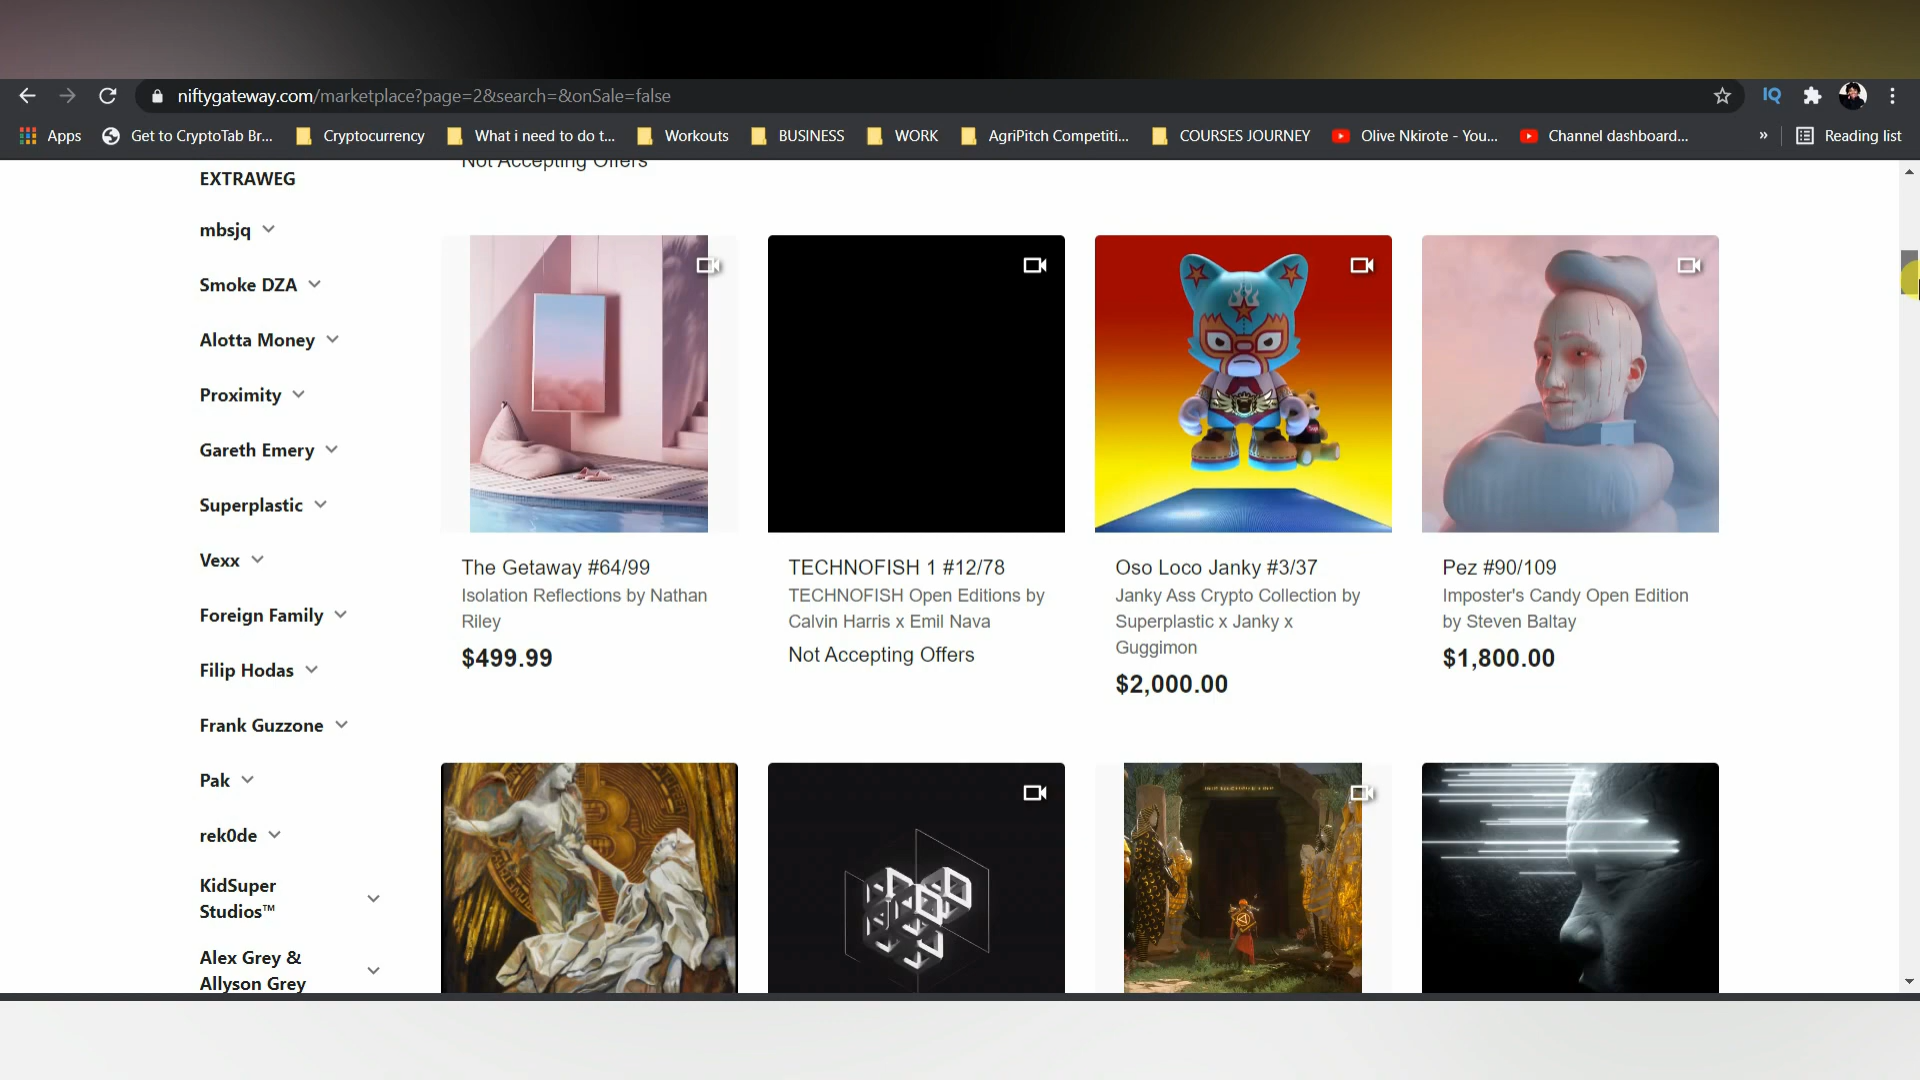 niftygateway.com/marketplace?page=2&search=&onSale=false
IQ
Apps
Get to CryptoTab Br...
Cryptocurrency
What i need to do t...
Workouts
BUSINESS
WORK
AgriPitch Competiti...
COURSES JOURNEY
Olive Nkirote - You...
Channel dashboard...
»
Reading list
Not Accepting Offers
EXTRAWEG
mbsjq
Smoke DZA
Alotta Money
Proximity
Gareth Emery
Superplastic
Vexx
Foreign Family
Filip Hodas
Frank Guzzone
Pak
rek0de
KidSuper
Studios™
Alex Grey &
Allyson Grey
The Getaway #64/99
Isolation Reflections by Nathan
Riley
$499.99
TECHNOFISH 1 #12/78
TECHNOFISH Open Editions by
Calvin Harris x Emil Nava
Not Accepting Offers
Oso Loco Janky #3/37
Janky Ass Crypto Collection by
Superplastic x Janky x
Guggimon
$2,000.00
Pez #90/109
Imposter's Candy Open Edition
by Steven Baltay
$1,800.00